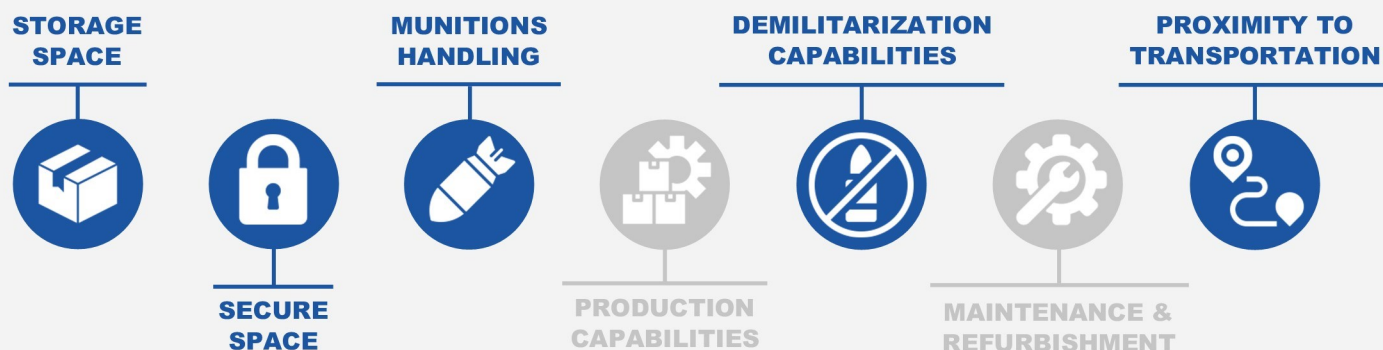 STORAGE
SPACE
SECURE
SPACE
MUNITIONS
HANDLING
PRODUCTION
CAPABILITIES
DEMILITARIZATION
CAPABILITIES
MAINTENANCE &
REFURBISHMENT
PROXIMITY TO
TRANSPORTATION